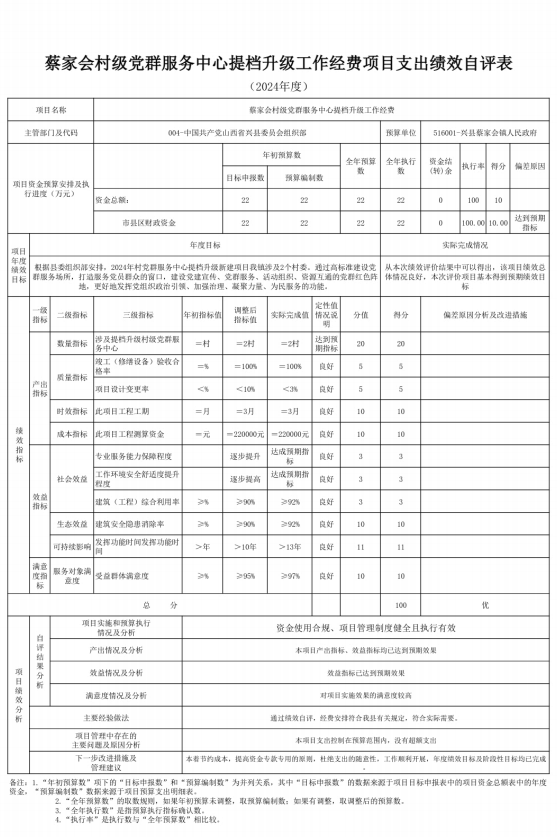 蔡家会村级党群服务中心提档升级工作经费项目支出绩效自评表
（2024年度）
项目名称 蔡家会村级党群服务中心提档升级工作经费
主管部门及代码 004-中国共产党山西省兴县委员会组织部 预算单位 516001-兴县蔡家会镇人民政府
项目资金预算安排及执行进度（万元） 年初预算数 全年预算数 全年执行数 资金结(转)余 执行率 得分 偏差原因
目标申报数 预算编制数
资金总额： 22 22 22 22 0 100 10
市县区财政资金 22 22 22 22 0 100.00 10.00 达到预期指标
项目年度绩效目标 年度目标 实际完成情况
根据县委组织部安排，2024年村党群服务中心提档升级新建项目我镇涉及2个村委。通过高标准建设党群服务场所，打造服务党员群众的窗口，建设党建宣传、党群服务、活动组织、资源互通的党群红色阵地，更好地发挥党组织政治引领、加强治理、凝聚力量、为民服务的功能。
从本次绩效评价结果中可以得出，该项目绩效总体情况良好，本次评价项目基本得到预期绩效目标
绩效指标 一级指标 二级指标 三级指标 年初指标值 调整后指标值 实际完成值 定性值情况说明 分值 得分 偏差原因分析及改进措施
产出指标 数量指标 涉及提档升级村级党群服务中心 ＝村 ＝2村 ＝2村 达到预期指标 20 20
质量指标 竣工（修缮设备）验收合格率 ＝% ＝100% ＝100% 良好 5 5
项目设计变更率 ＜% ＜10% ＜3% 良好 5 5
时效指标 此项目工程工期 ＝月 ＝3月 ＝3月 良好 10 10
成本指标 此项目工程测算资金 ＝元 ＝220000元 ＝220000元 良好 10 10
效益指标 社会效益 专业服务能力保障程度 逐步提升 达成预期指标 良好 3 3
工作环境安全舒适度提升程度 逐步提高 达成预期指标 良好 3 3
建筑（工程）综合利用率 ≥% ≥90% ≥92% 良好 3 3
生态效益 建筑安全隐患消除率 ≥% ≥90% ≥92% 良好 10 10
可持续影响 发挥功能时间发挥功能时间 ＞年 ＞10年 ＞13年 良好 11 11
满意度指标 服务对象满意度 受益群体满意度 ≥% ≥95% ≥97% 良好 10 10
总 分 100 优
项目绩效分析 自评结果分析 项目实施和预算执行情况及分析 资金使用合规、项目管理制度健全且执行有效
产出情况及分析 本项目产出指标、效益指标均已达到预期效果
效益情况及分析 效益指标已达到预期效果
满意度情况及分析 对项目实施效果的满意度较高
主要经验做法 通过绩效自评，经费安排符合我县有关规定，符合实际需要。
项目管理中存在的主要问题及原因分析 本项目支出控制在预算范围内，没有超额支出
下一步改进措施及管理建议 本着节约成本，提高资金专款专用的原则，杜绝支出的随意性，工作顺利开展，年度绩效目标及阶段性目标均已完成。
备注：1.“年初预算数”项下的“目标申报数”和“预算编制数”为并列关系，其中“目标申报数”的数据来源于项目目标申报表中的项目资金总额表中的年度资金，“预算编制数”数据来源于项目预算支出明细表。
2.“全年预算数”的取数规则，如果年初预算未调整，取预算编制数；如果有调整，取调整后的预算数。
3.“全年执行数”是指预算执行指标确认数。
4.“执行率”是执行数与“全年预算数”相比较。